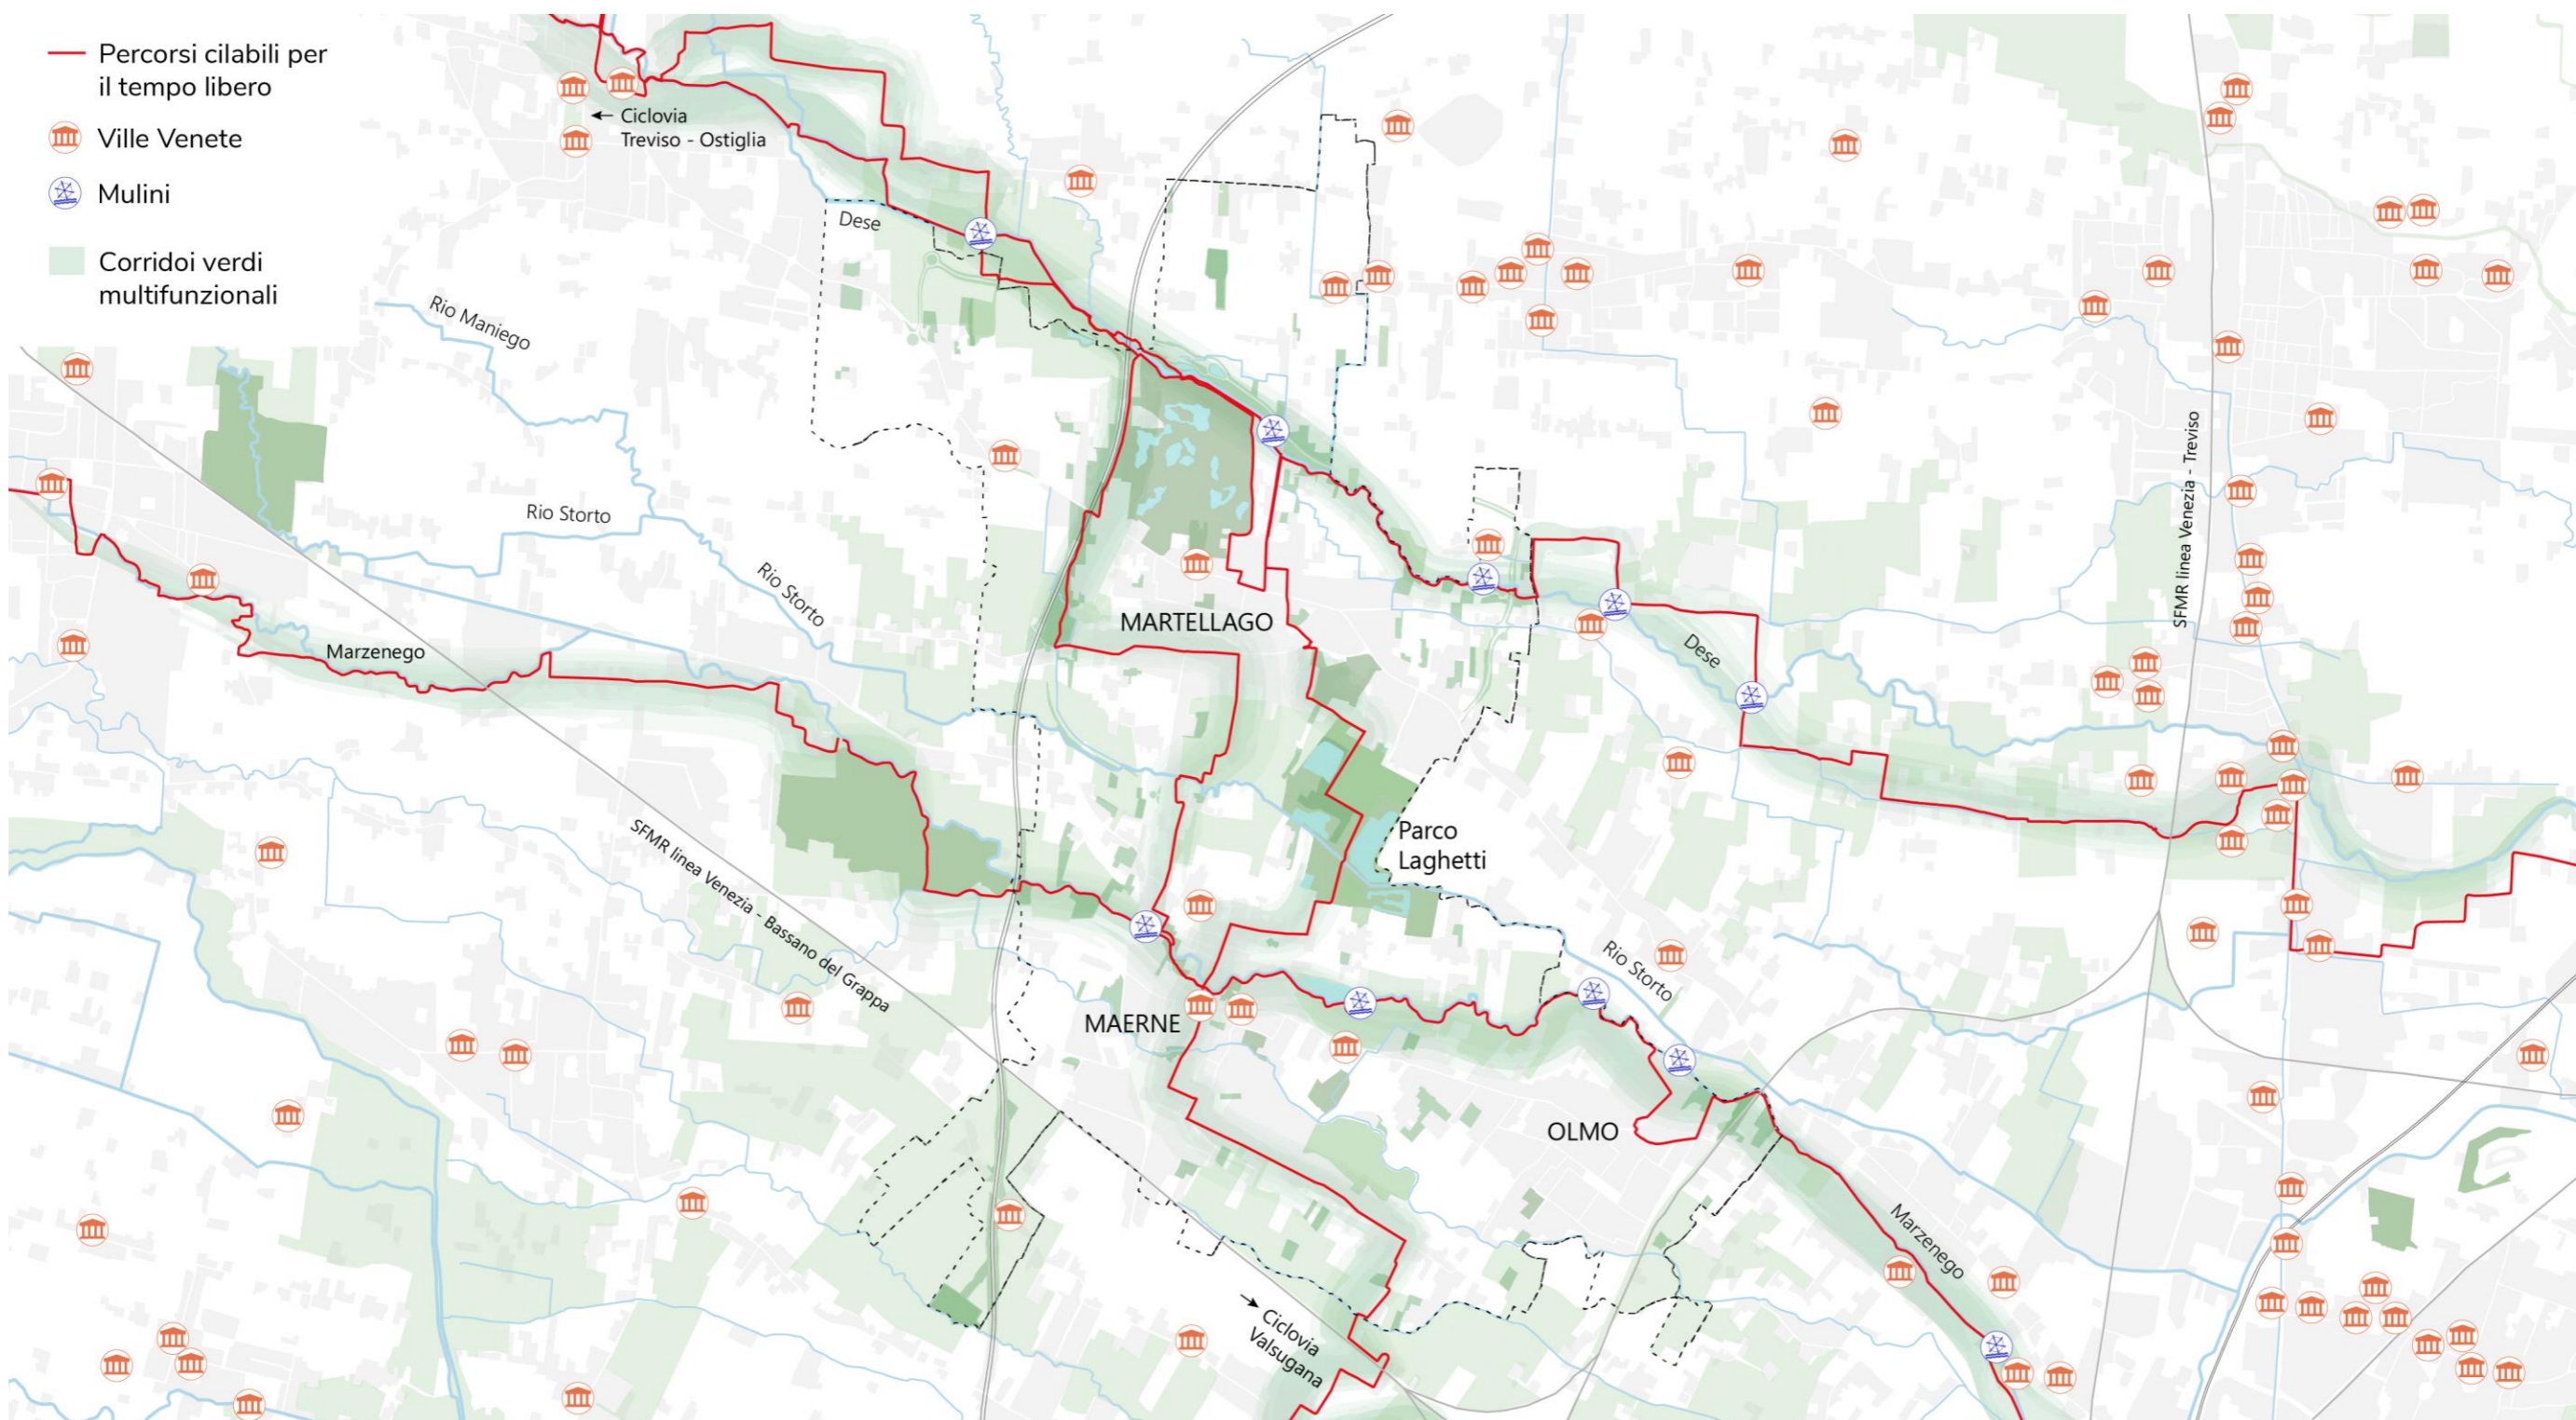 Percorsi cilabili per
il tempo libero
Ville Venete
Mulini
Corridoi verdi
multifunzionali
← Ciclovia
Treviso - Ostiglia
Dese
Rio Maniego
Rio Storto
Rio Storto
Marzenego
MARTELLAGO
Dese
SFMR linea Venezia - Treviso
Parco
Laghetti
SFMR linea Venezia - Bassano del Grappa
Rio Storto
MAERNE
OLMO
Marzenego
→ Ciclovia
Valsugana